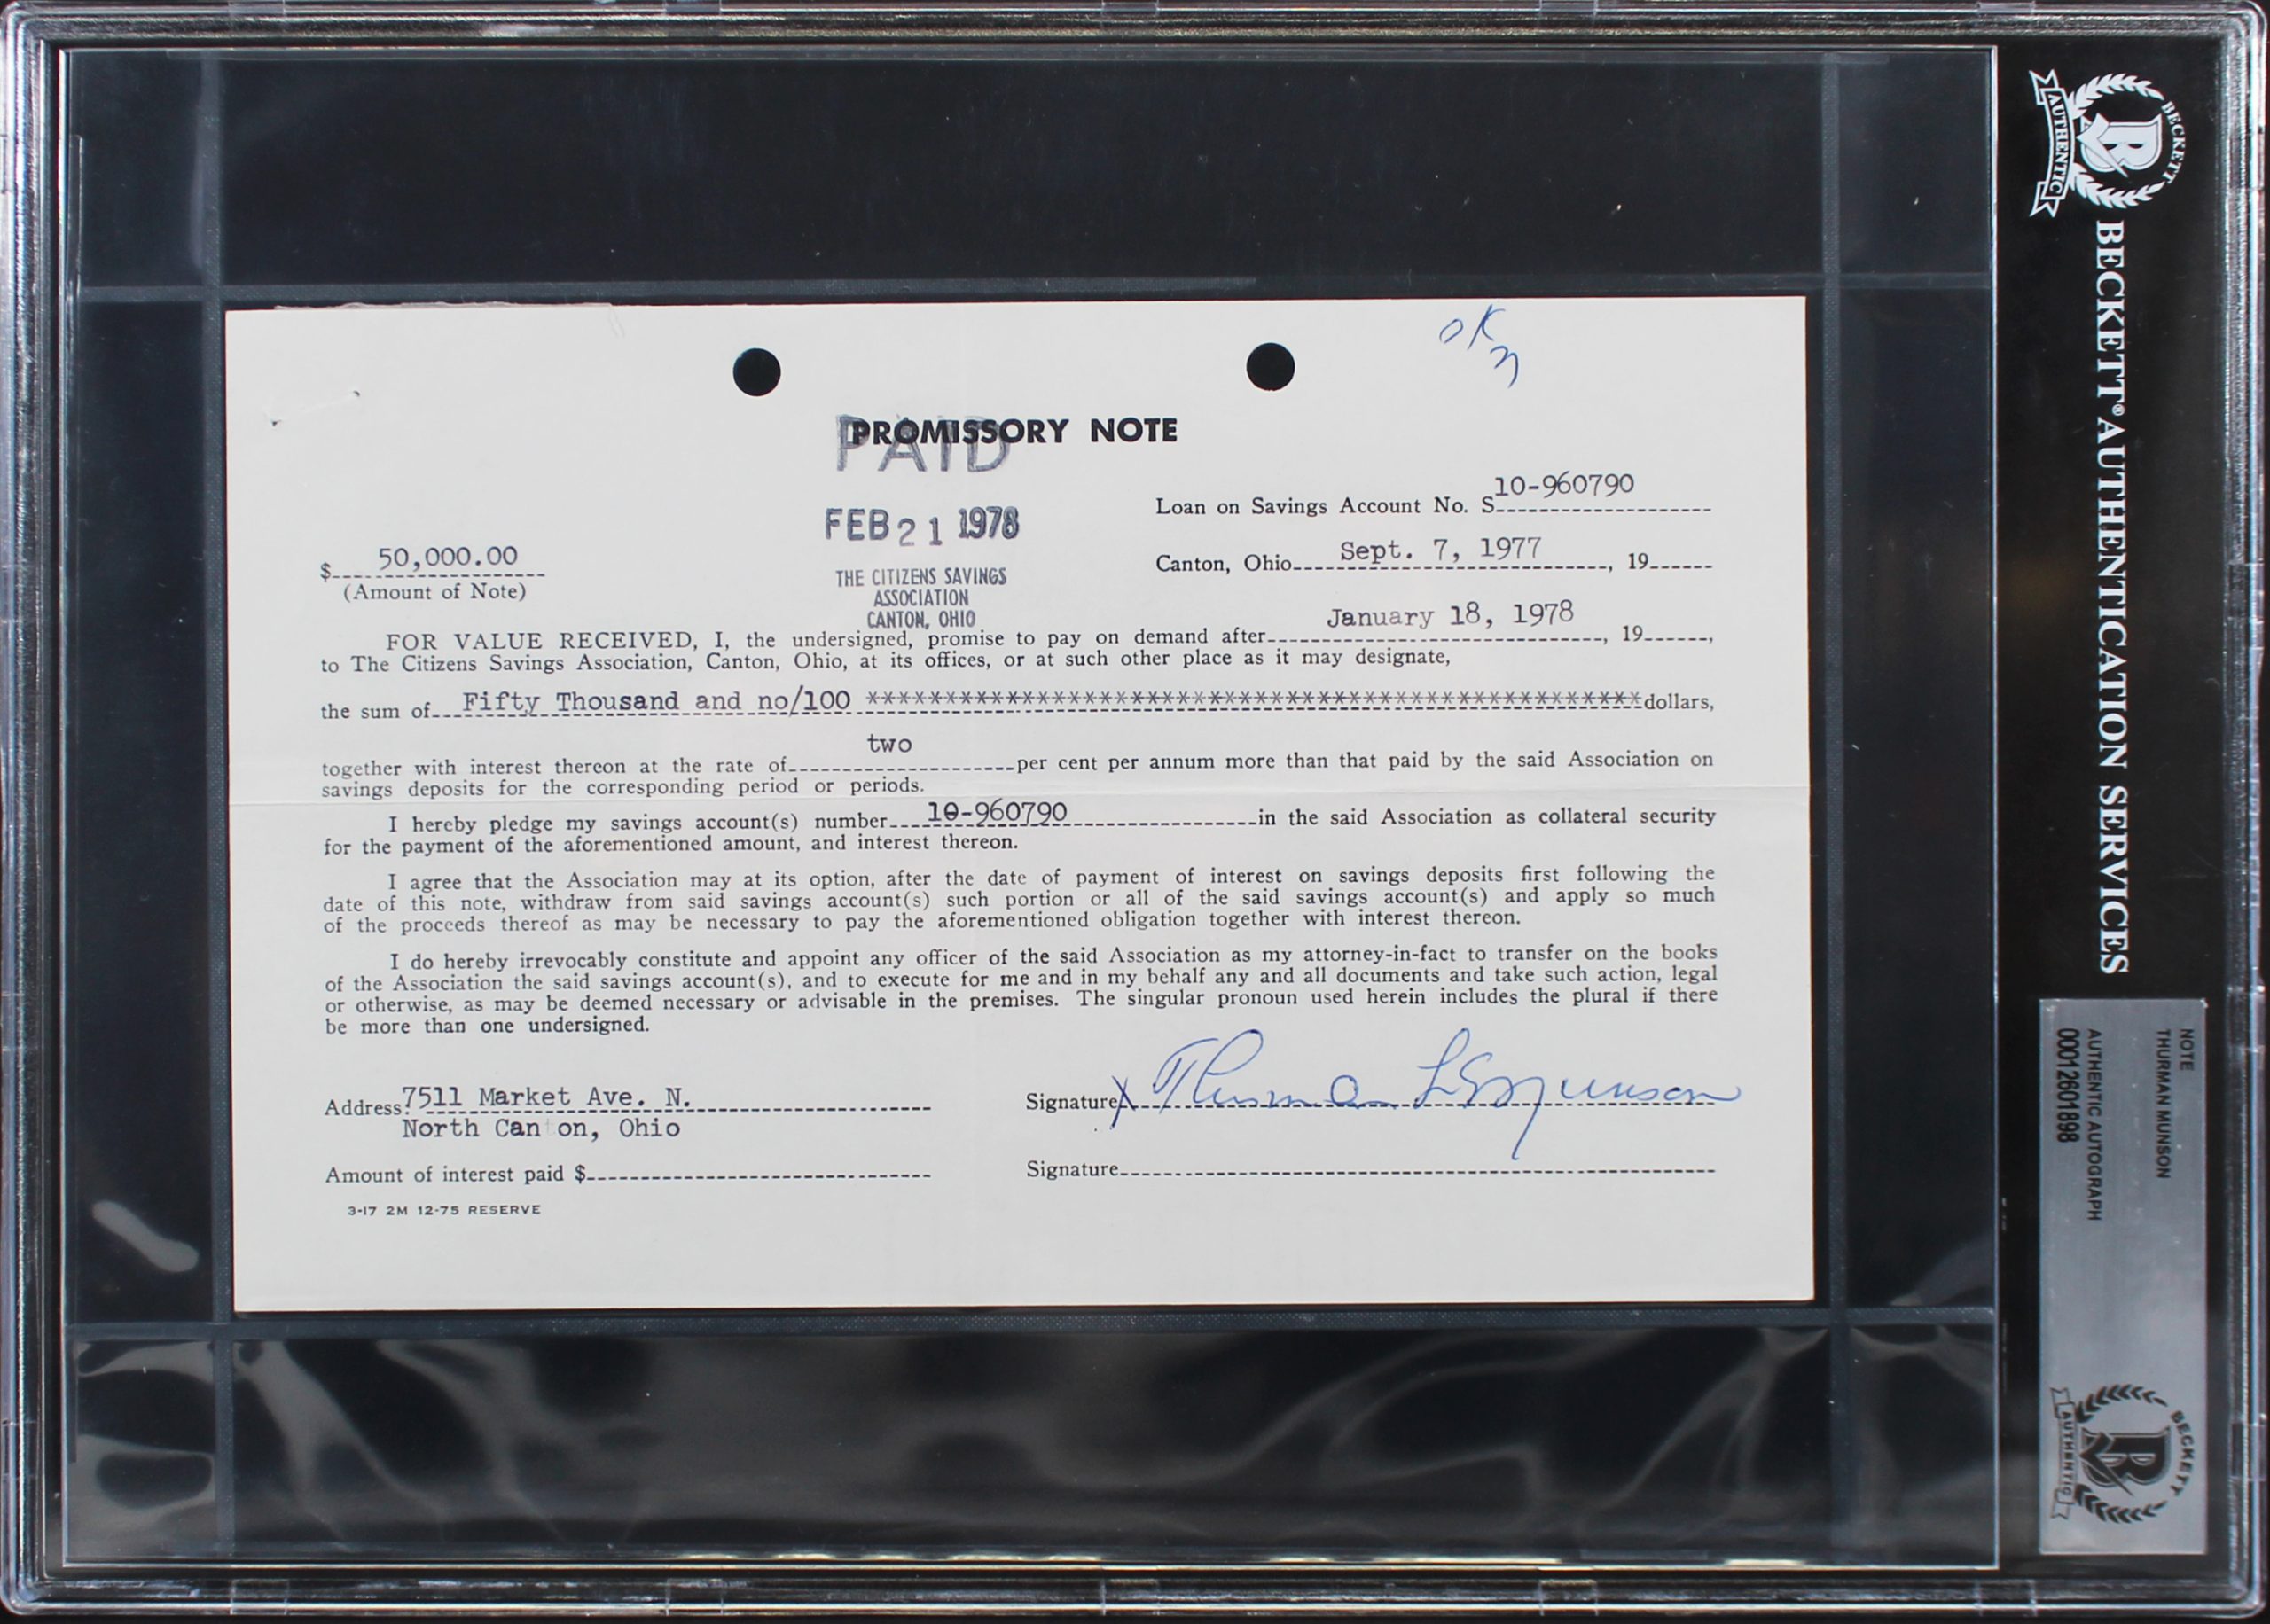 OK
PROMISSORY NOTE
PAID
Loan on Savings Account No. S 10-960790
FEB 21 1978
Canton, Ohio Sept. 7, 1977, 19
$ 50,000.00
(Amount of Note)
THE CITIZENS SAVINGS
ASSOCIATION
CANTON, OHIO
FOR VALUE RECEIVED, I, the undersigned, promise to pay on demand after January 18, 1978, 19,
to The Citizens Savings Association, Canton, Ohio, at its offices, or at such other place as it may designate,
the sum of Fifty Thousand and no/100 ************************************************** dollars,
together with interest thereon at the rate of two per cent per annum more than that paid by the said Association on
savings deposits for the corresponding period or periods.
I hereby pledge my savings account(s) number 10-960790 in the said Association as collateral security
for the payment of the aforementioned amount, and interest thereon.
I agree that the Association may at its option, after the date of payment of interest on savings deposits first following the
date of this note, withdraw from said savings account(s) such portion or all of the said savings account(s) and apply so much
of the proceeds thereof as may be necessary to pay the aforementioned obligation together with interest thereon.
I do hereby irrevocably constitute and appoint any officer of the said Association as my attorney-in-fact to transfer on the books
of the Association the said savings account(s), and to execute for me and in my behalf any and all documents and take such action, legal
or otherwise, as may be deemed necessary or advisable in the premises. The singular pronoun used herein includes the plural if there
be more than one undersigned.
Address: 7511 Market Ave. N.
North Can on, Ohio
Signature X Thurman L Munson
Amount of interest paid $
Signature
3-17 2M 12-75 RESERVE
BECKETT
AUTHENTIC
BECKETT® AUTHENTICATION SERVICES
NOTE
THURMAN MUNSON
AUTHENTIC AUTOGRAPH
00012601898
BECKETT
AUTHENTIC